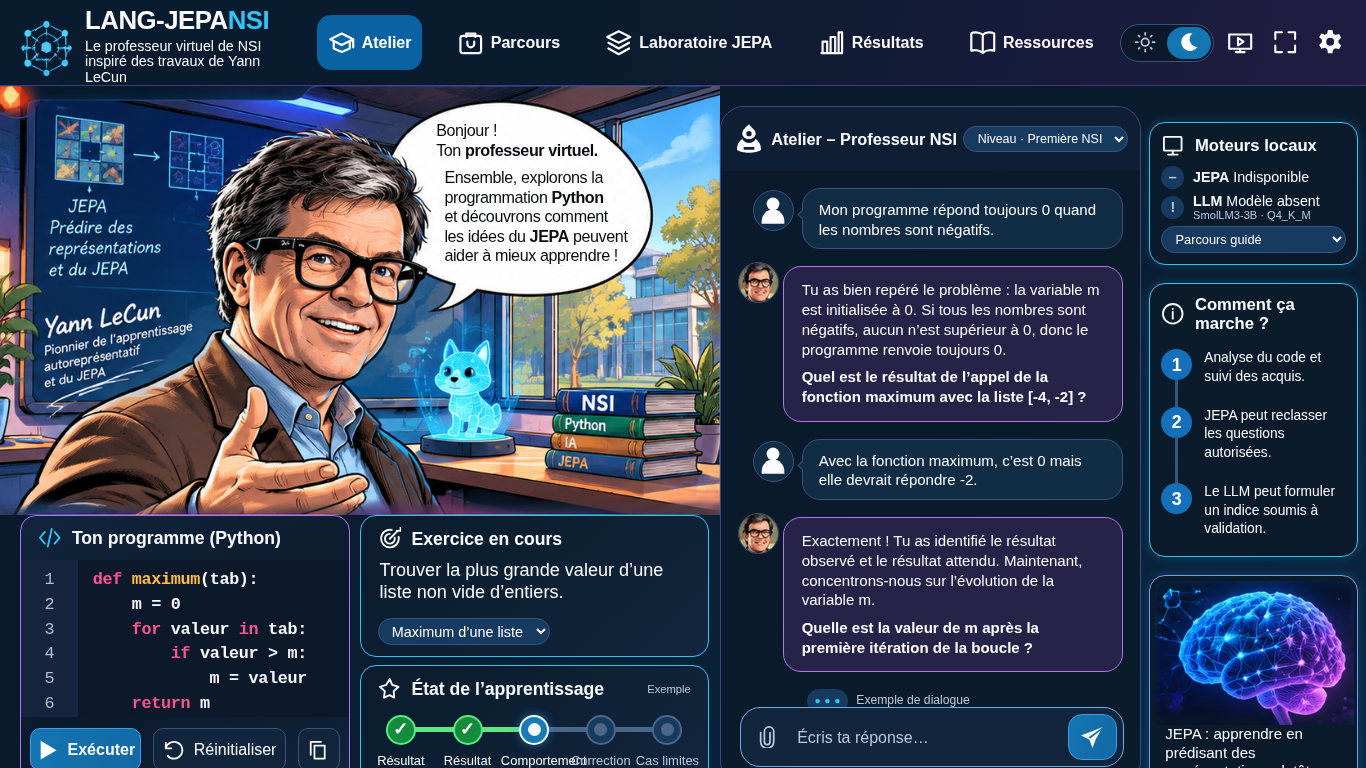 LANG-JEPANSI
Le professeur virtuel de NSI
inspiré des travaux de Yann
LeCun
Atelier
Parcours
Laboratoire JEPA
Résultats
Ressources
JEPA
Prédire des
représentations
et du JEPA
Yann LeCun
Pionnier de l'apprentissage
autoreprésentatif
et du JEPA
Bonjour !
Ton professeur virtuel.
Ensemble, explorons la
programmation Python
et découvrons comment
les idées du JEPA peuvent
aider à mieux apprendre !
NSI
Python
IA
JEPA
Ton programme (Python)
1 def maximum(tab):
2 m = 0
3 for valeur in tab:
4 if valeur > m:
5 m = valeur
6 return m
Exécuter
Réinitialiser
Exercice en cours
Trouver la plus grande valeur d’une
liste non vide d’entiers.
Maximum d’une liste
État de l’apprentissage
Exemple
Résultat
Résultat
Comportement
Correction
Cas limites
Atelier – Professeur NSI
Niveau · Première NSI
Mon programme répond toujours 0 quand
les nombres sont négatifs.
Tu as bien repéré le problème : la variable m
est initialisée à 0. Si tous les nombres sont
négatifs, aucun n’est supérieur à 0, donc le
programme renvoie toujours 0.
Quel est le résultat de l’appel de la
fonction maximum avec la liste [-4, -2] ?
Avec la fonction maximum, c’est 0 mais
elle devrait répondre -2.
Exactement ! Tu as identifié le résultat
observé et le résultat attendu. Maintenant,
concentrons-nous sur l’évolution de la
variable m.
Quelle est la valeur de m après la
première itération de la boucle ?
Exemple de dialogue
Écris ta réponse…
Moteurs locaux
JEPA Indisponible
LLM Modèle absent
SmolLM3-3B · Q4_K_M
Parcours guidé
Comment ça
marche ?
1 Analyse du code et
suivi des acquis.
2 JEPA peut reclasser
les questions
autorisées.
3 Le LLM peut formuler
un indice soumis à
validation.
JEPA : apprendre en
prédisant des